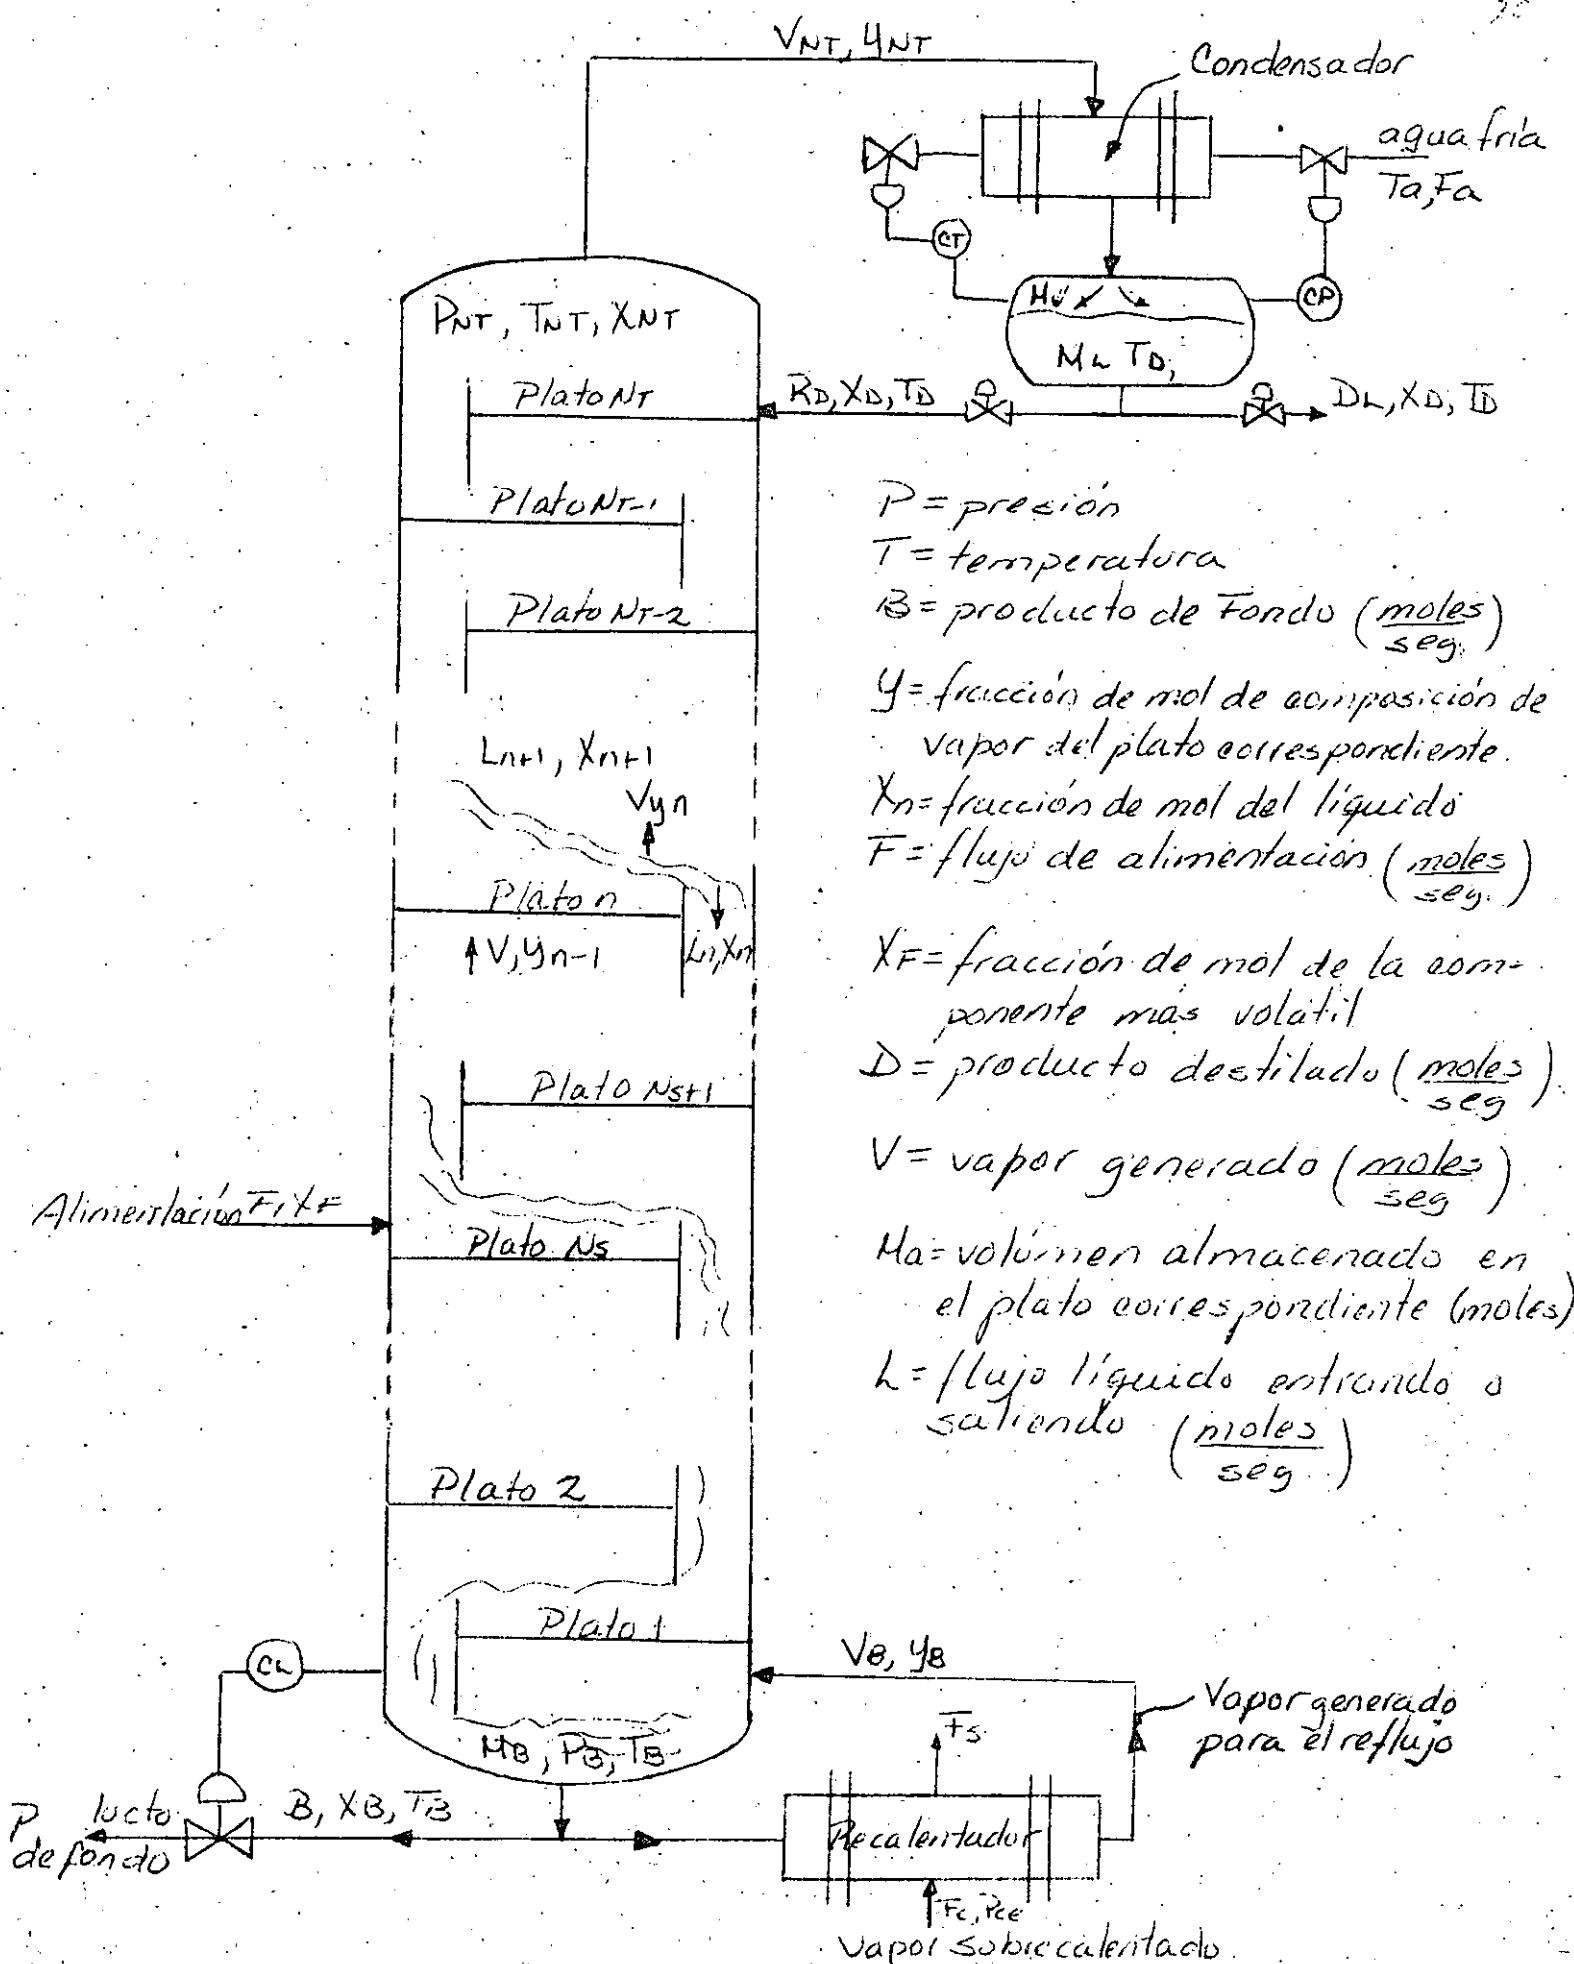 VNT, YNT
Condensador
agua fría
Ta, Fa
CT
CP
MV
ML TD,
PNT, TNT, XNT
Plato NT
RD, XD, TD
DL, XD, TD
Plato NT-1
Plato NT-2
P = presión
T = temperatura
B = producto de Fondo (moles/seg.)
y = fracción de mol de composición de
vapor del plato correspondiente.
Xn = fracción de mol del líquido
F = flujo de alimentación (moles/seg.)
XF = fracción de mol de la com-
ponente más volátil
D = producto destilado (moles/seg)
V = vapor generado (moles/seg)
Ma = volúmen almacenado en
el plato correspondiente (moles)
L = flujo líquido entrando o
saliendo (moles/seg.)
Ln+1, Xn+1
Vyn
Plato n
V, yn-1
Ln, Xn
Plato Ns+1
Alimentación F, XF
Plato Ns
Plato 2
Plato 1
CL
VB, yB
Vapor generado
para el reflujo
Fs
MB, PB, TB
B, XB, TB
P ducto
de fondo
Recalentador
Fc, Pce
Vapor sobrecalentado.